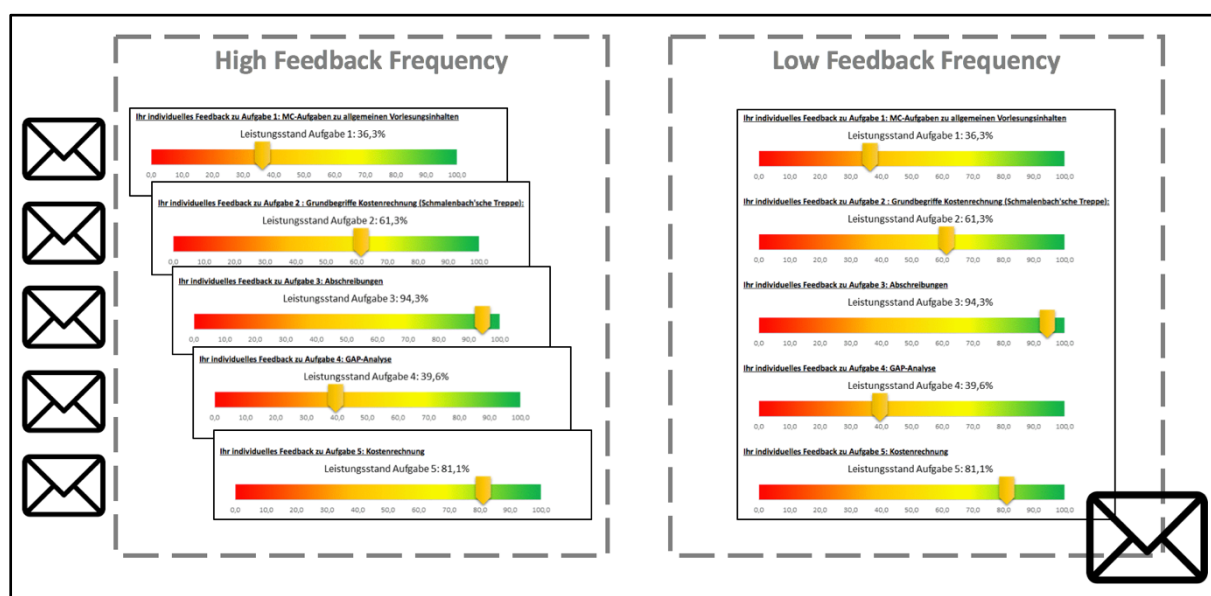 High Feedback Frequency
Ihr individuelles Feedback zu Aufgabe 1: MC-Aufgaben zu allgemeinen Vorlesungsinhalten
Leistungsstand Aufgabe 1: 36,3%
0,0 10,0 20,0 30,0 40,0 50,0 60,0 70,0 80,0 90,0 100,0
Ihr individuelles Feedback zu Aufgabe 2 : Grundbegriffe Kostenrechnung (Schmalenbach'sche Treppe):
Leistungsstand Aufgabe 2: 61,3%
0,0 10,0 20,0 30,0 40,0 50,0 60,0 70,0 80,0 90,0 100,0
Ihr individuelles Feedback zu Aufgabe 3: Abschreibungen
Leistungsstand Aufgabe 3: 94,3%
0,0 10,0 20,0 30,0 40,0 50,0 60,0 70,0 80,0 90,0 100,0
Ihr individuelles Feedback zu Aufgabe 4: GAP-Analyse
Leistungsstand Aufgabe 4: 39,6%
0,0 10,0 20,0 30,0 40,0 50,0 60,0 70,0 80,0 90,0 100,0
Ihr individuelles Feedback zu Aufgabe 5: Kostenrechnung
Leistungsstand Aufgabe 5: 81,1%
0,0 10,0 20,0 30,0 40,0 50,0 60,0 70,0 80,0 90,0 100,0
Low Feedback Frequency
Ihr individuelles Feedback zu Aufgabe 1: MC-Aufgaben zu allgemeinen Vorlesungsinhalten
Leistungsstand Aufgabe 1: 36,3%
0,0 10,0 20,0 30,0 40,0 50,0 60,0 70,0 80,0 90,0 100,0
Ihr individuelles Feedback zu Aufgabe 2 : Grundbegriffe Kostenrechnung (Schmalenbach'sche Treppe):
Leistungsstand Aufgabe 2: 61,3%
0,0 10,0 20,0 30,0 40,0 50,0 60,0 70,0 80,0 90,0 100,0
Ihr individuelles Feedback zu Aufgabe 3: Abschreibungen
Leistungsstand Aufgabe 3: 94,3%
0,0 10,0 20,0 30,0 40,0 50,0 60,0 70,0 80,0 90,0 100,0
Ihr individuelles Feedback zu Aufgabe 4: GAP-Analyse
Leistungsstand Aufgabe 4: 39,6%
0,0 10,0 20,0 30,0 40,0 50,0 60,0 70,0 80,0 90,0 100,0
Ihr individuelles Feedback zu Aufgabe 5: Kostenrechnung
Leistungsstand Aufgabe 5: 81,1%
0,0 10,0 20,0 30,0 40,0 50,0 60,0 70,0 80,0 90,0 100,0